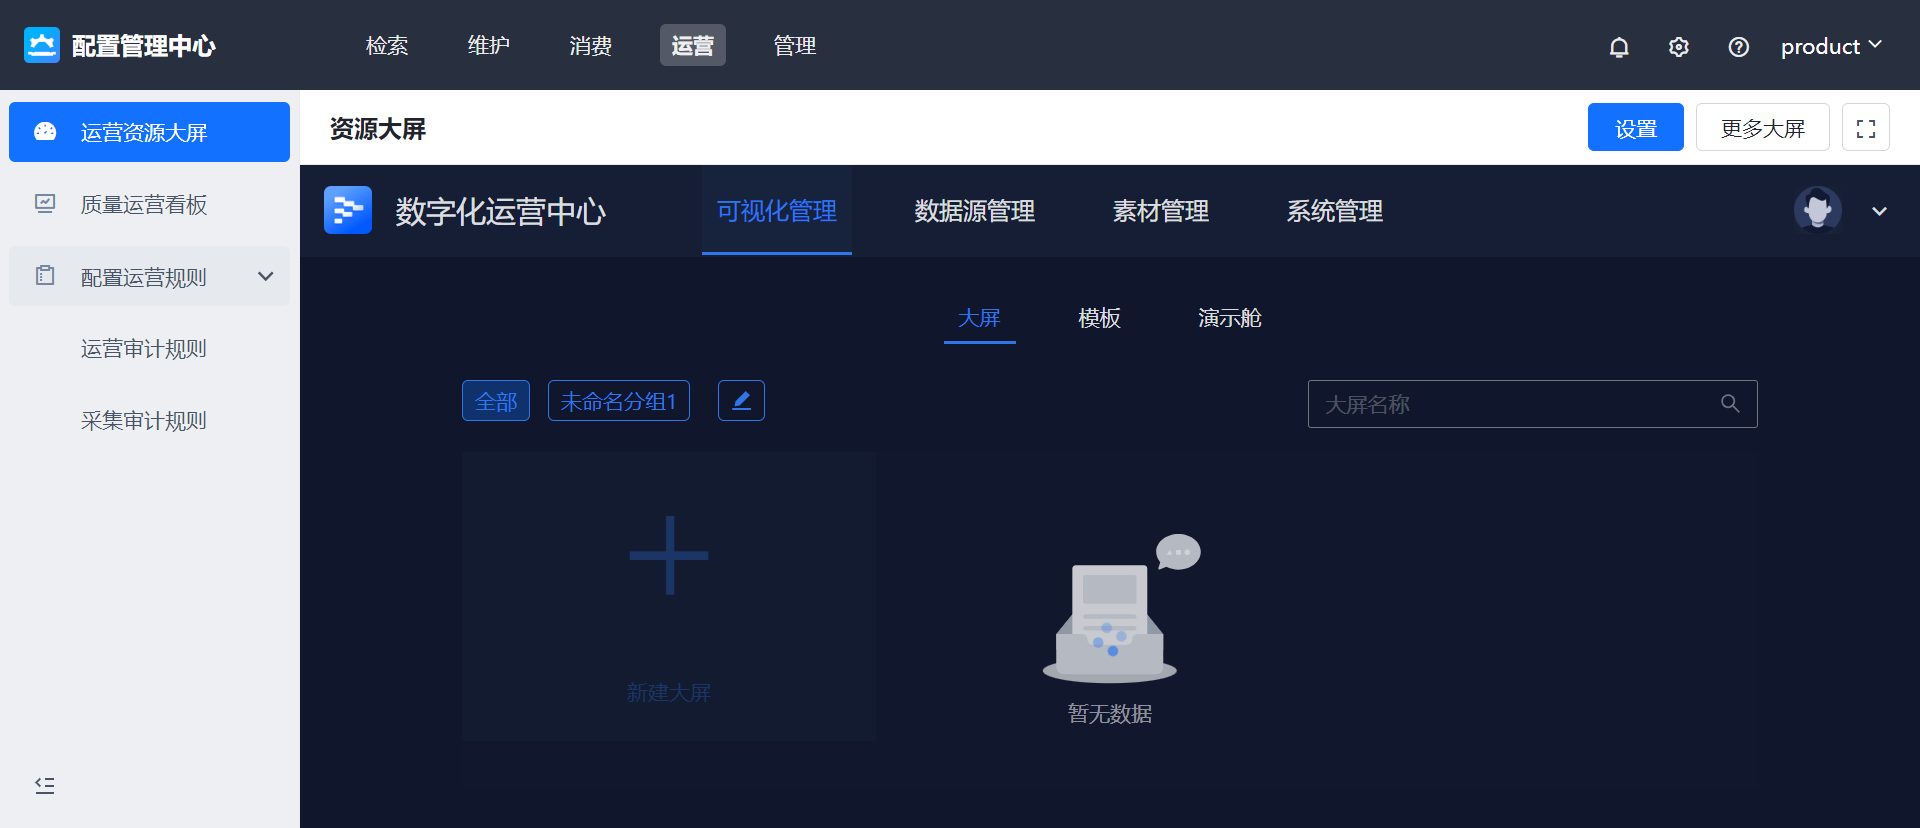 配置管理中心 检索 维护 消费 运营 管理 product
运营资源大屏
质量运营看板
配置运营规则
运营审计规则
采集审计规则
资源大屏 设置 更多大屏
数字化运营中心 可视化管理 数据源管理 素材管理 系统管理
大屏 模板 演示舱
全部 未命名分组1 大屏名称
新建大屏
暂无数据